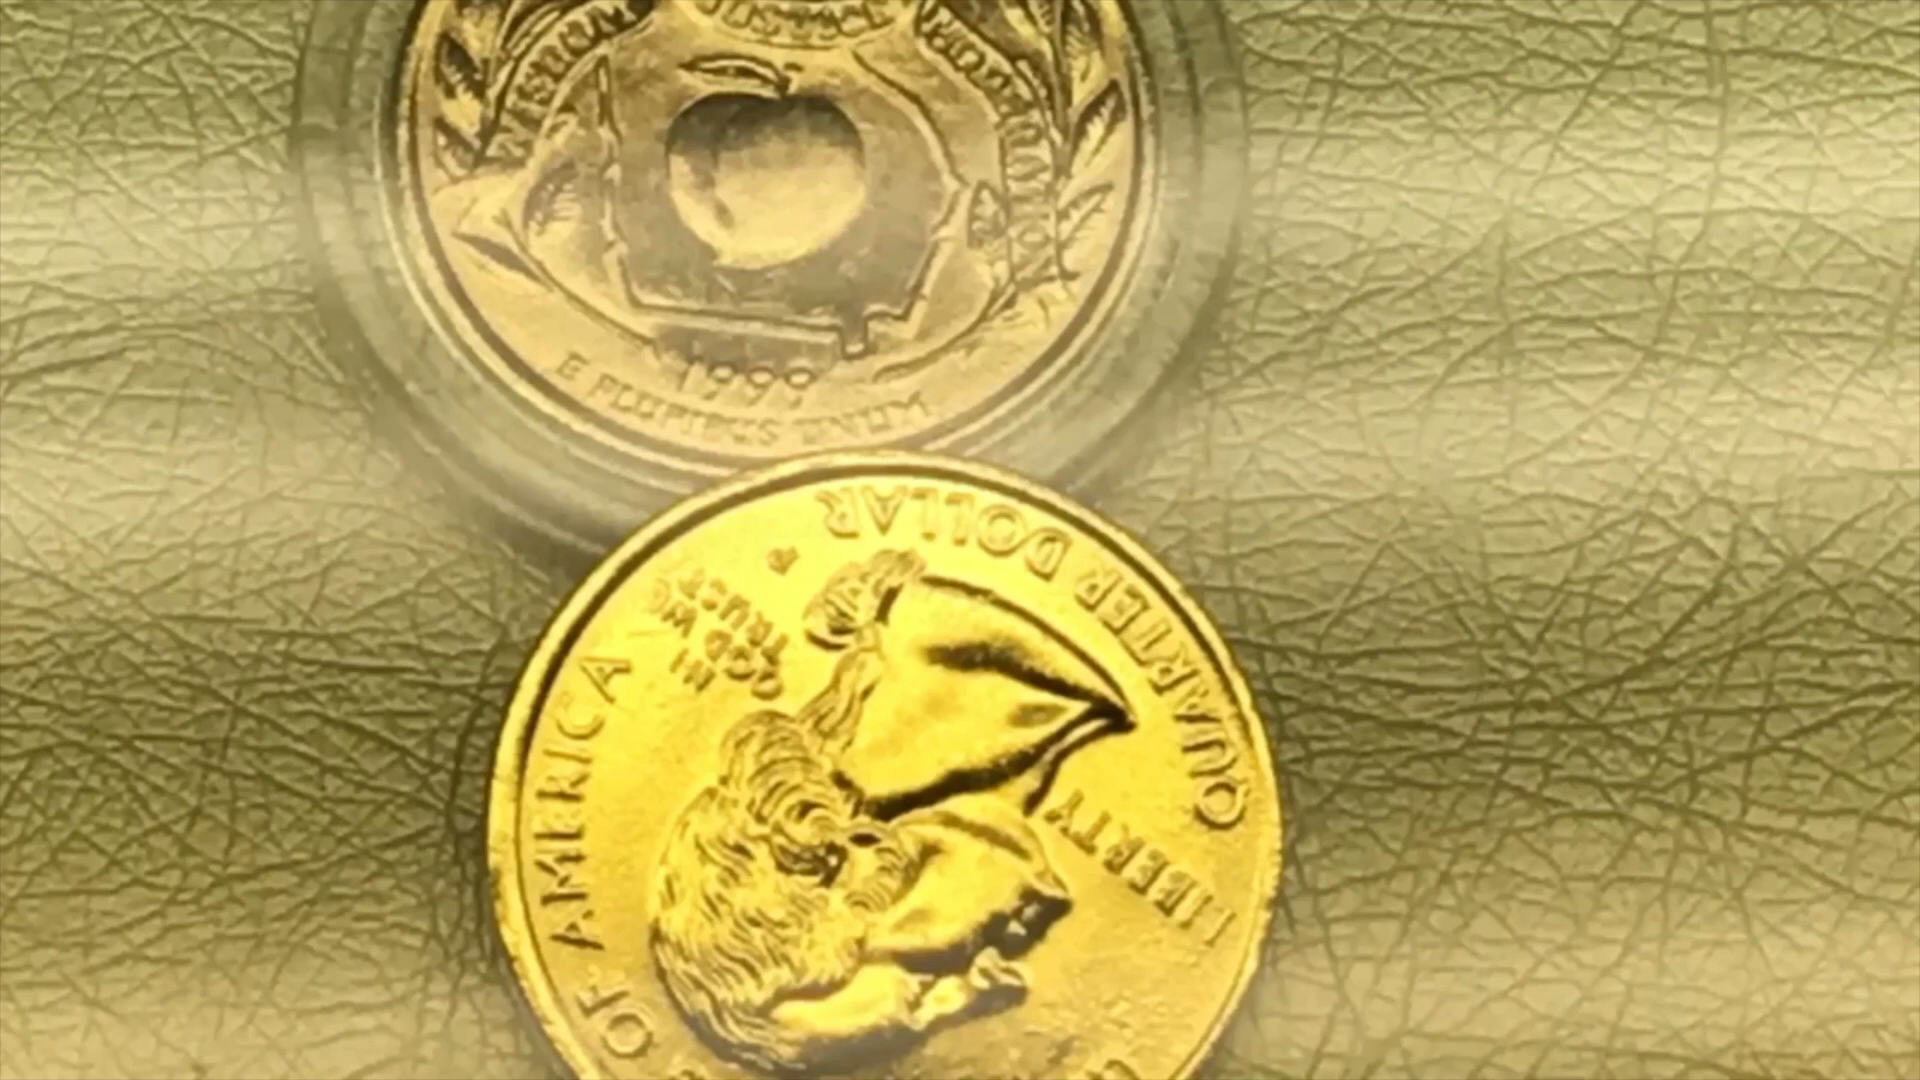 WISDOM
JUSTICE
MODERATION
1999
E PLURIBUS UNUM
QUARTER DOLLAR
IN
GOD WE
TRUST
LIBERTY
OF AMERICA